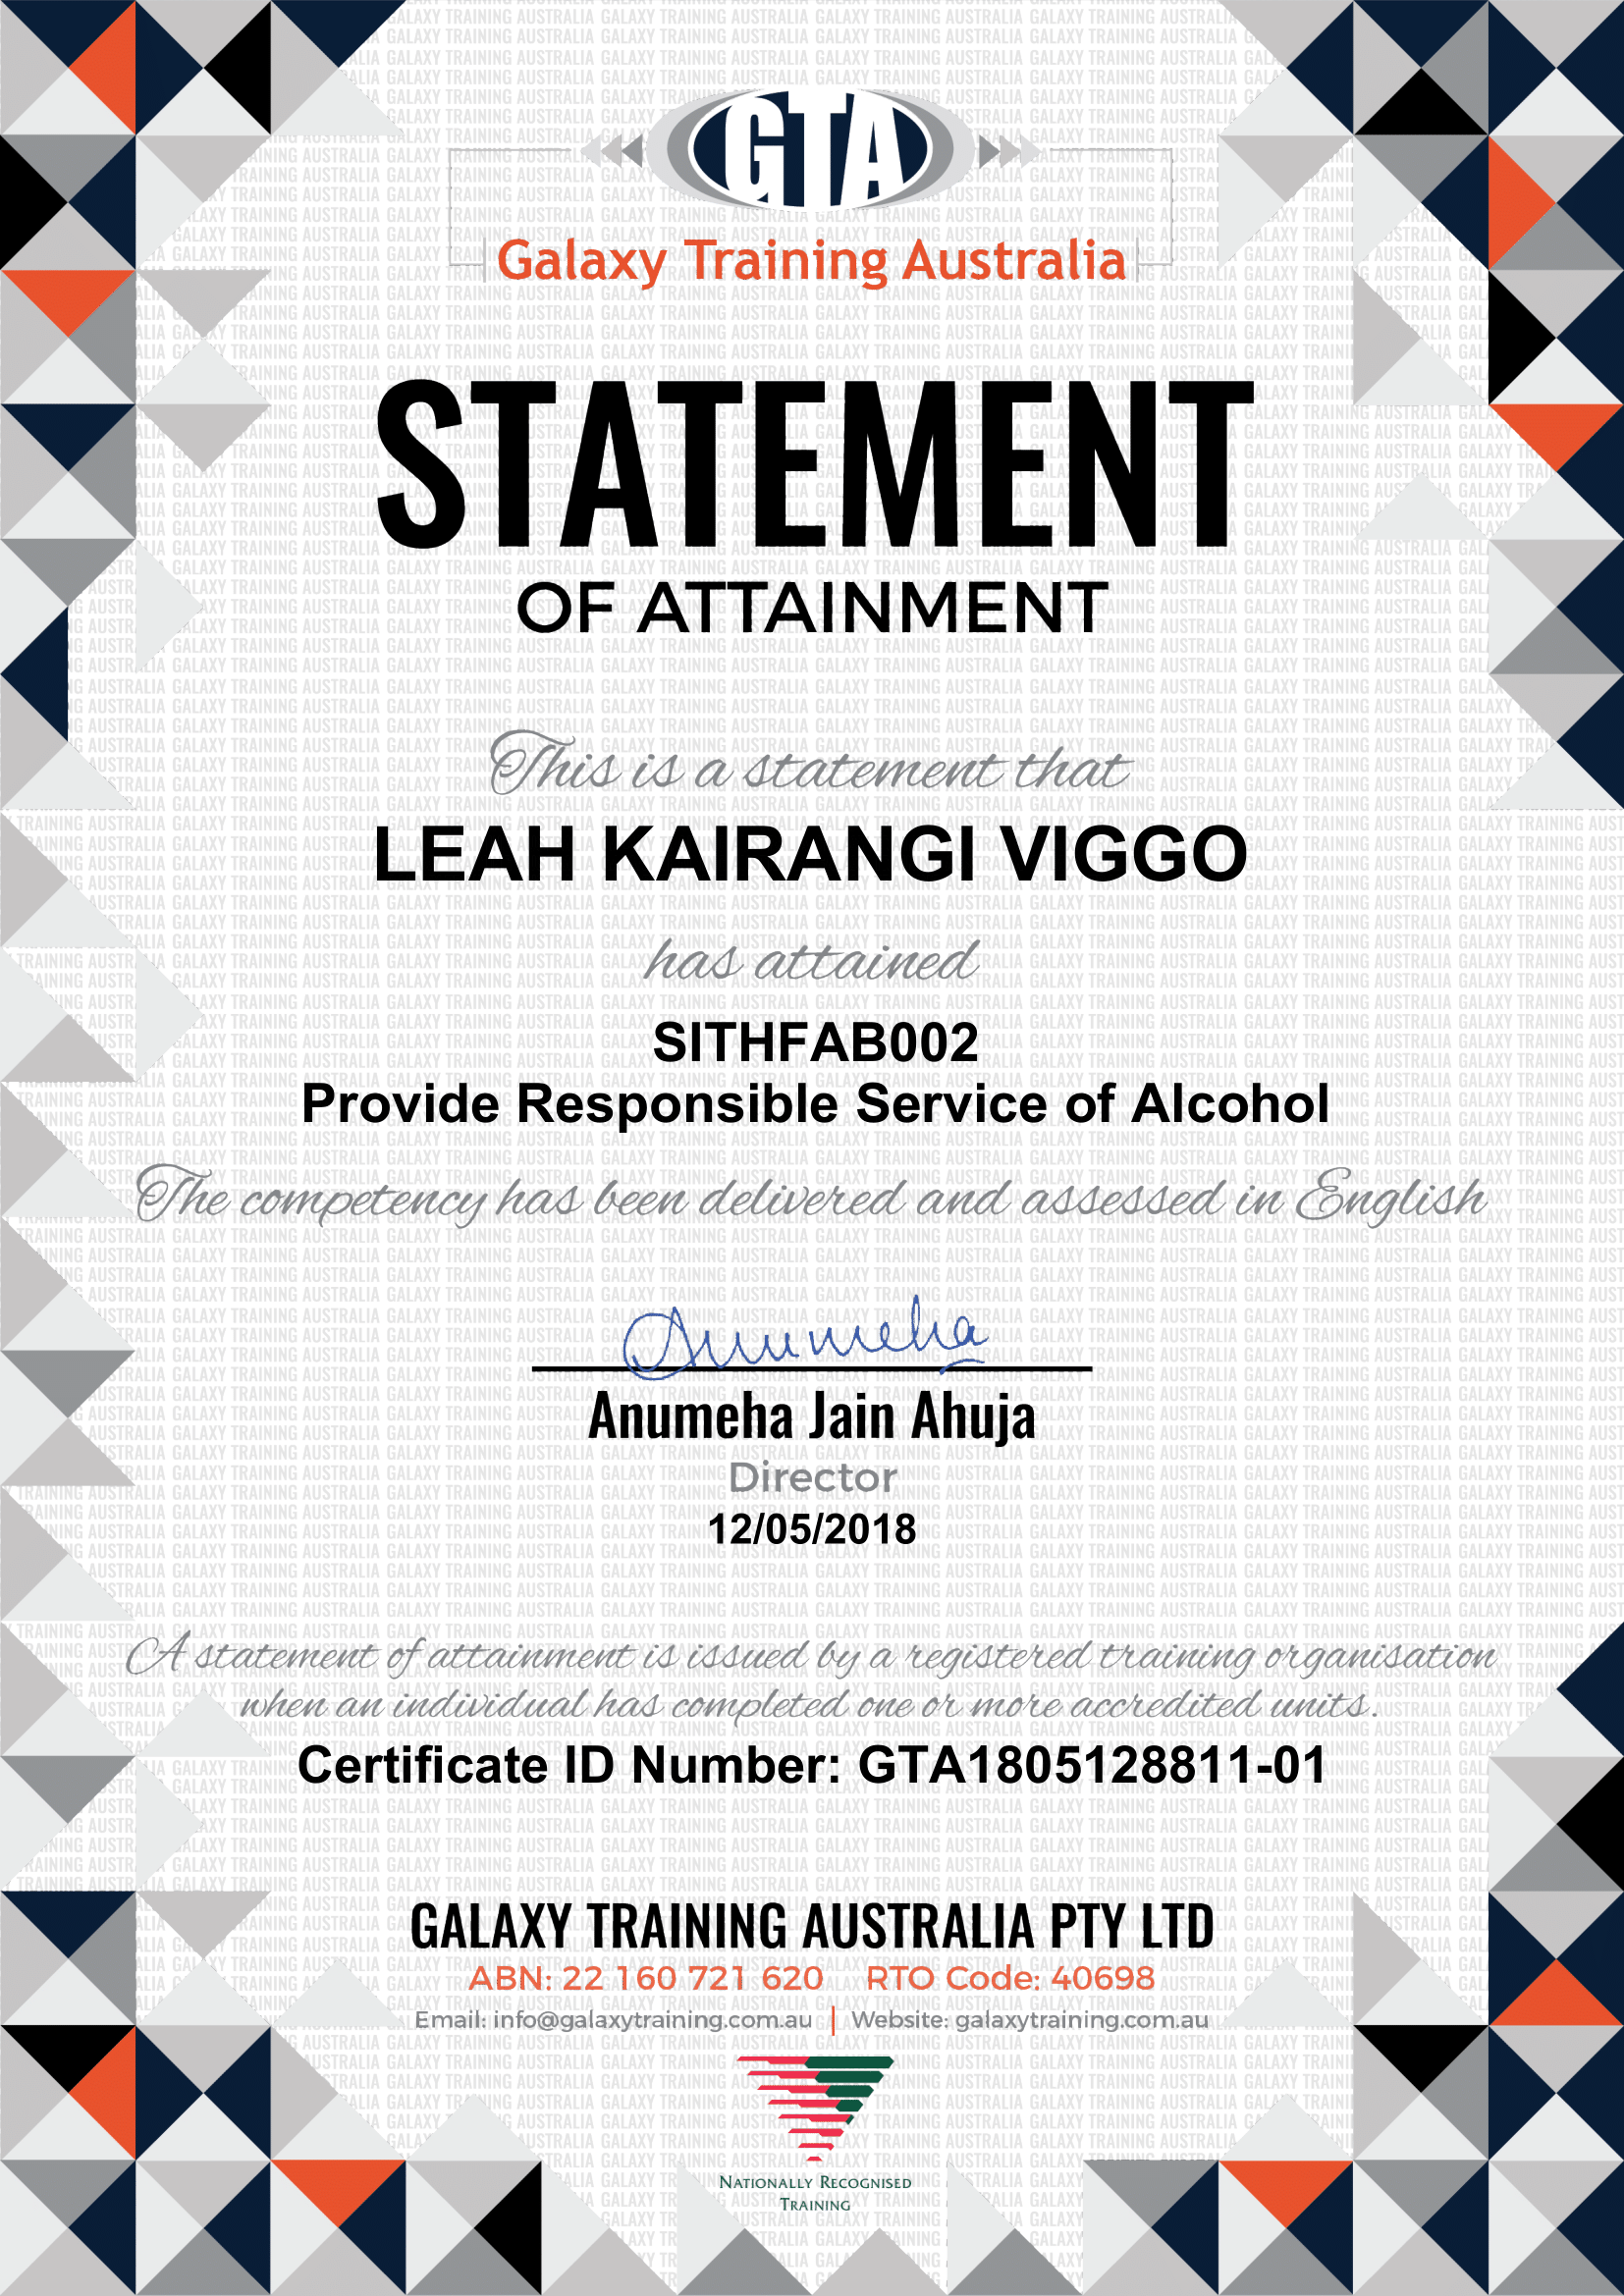 GTA
Galaxy Training Australia
STATEMENT
OF ATTAINMENT
This is a statement that
LEAH KAIRANGI VIGGO
has attained
SITHFAB002
Provide Responsible Service of Alcohol
The competency has been delivered and assessed in English
Anumeha
Anumeha Jain Ahuja
Director
12/05/2018
A statement of attainment is issued by a registered training organisation
when an individual has completed one or more accredited units.
Certificate ID Number: GTA1805128811-01
GALAXY TRAINING AUSTRALIA PTY LTD
ABN: 22 160 721 620 RTO Code: 40698
Email: info@galaxytraining.com.au | Website: galaxytraining.com.au
NATIONALLY RECOGNISED
TRAINING